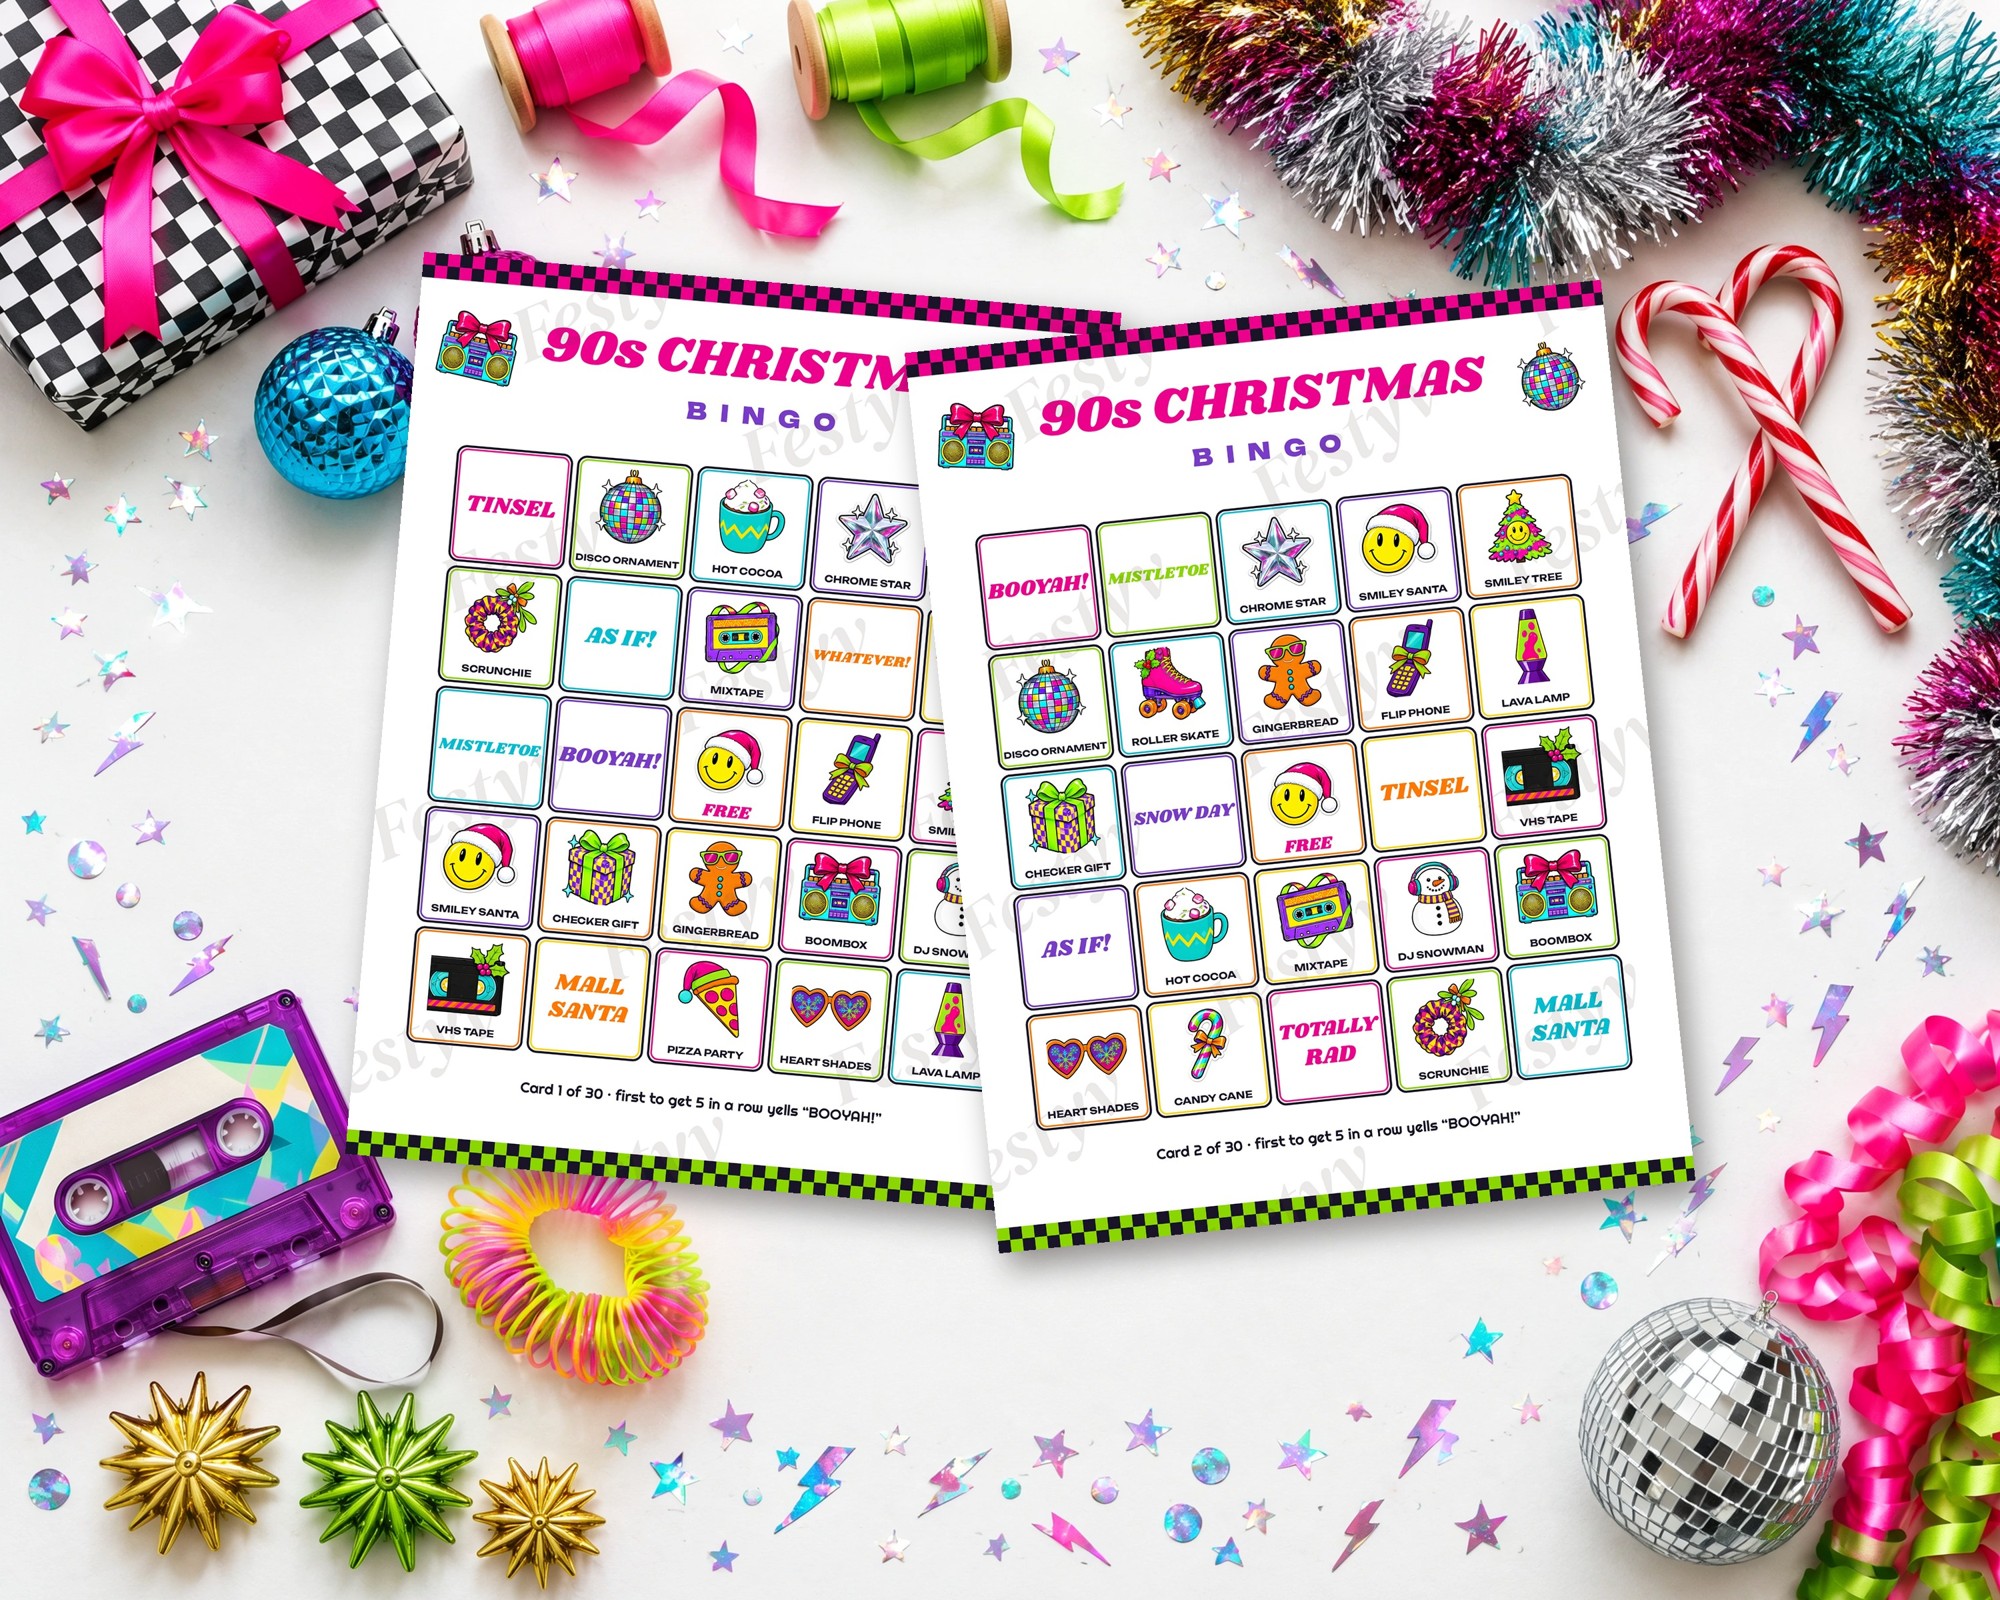 90s CHRISTM
BINGO
TINSEL
DISCO ORNAMENT
HOT COCOA
CHROME STAR
SCRUNCHIE
AS IF!
MIXTAPE
WHATEVER!
MISTLETOE
BOOYAH!
FREE
FLIP PHONE
SMIL
SMILEY SANTA
CHECKER GIFT
GINGERBREAD
BOOMBOX
DJ SNOW
VHS TAPE
MALL
SANTA
PIZZA PARTY
HEART SHADES
LAVA LAMP
Card 1 of 30 · first to get 5 in a row yells “BOOYAH!”
90s CHRISTMAS
BINGO
BOOYAH!
MISTLETOE
CHROME STAR
SMILEY SANTA
SMILEY TREE
DISCO ORNAMENT
ROLLER SKATE
GINGERBREAD
FLIP PHONE
LAVA LAMP
CHECKER GIFT
SNOW DAY
FREE
TINSEL
VHS TAPE
AS IF!
HOT COCOA
MIXTAPE
DJ SNOWMAN
BOOMBOX
HEART SHADES
CANDY CANE
TOTALLY
RAD
SCRUNCHIE
MALL
SANTA
Card 2 of 30 · first to get 5 in a row yells “BOOYAH!”
Festyv